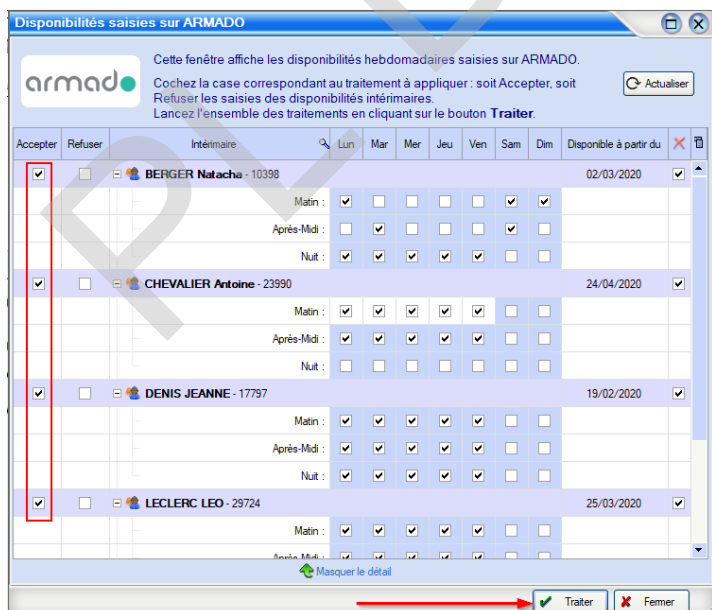 Disponibilités saisies sur ARMADO
armado
Cette fenêtre affiche les disponibilités hebdomadaires saisies sur ARMADO.
Cochez la case correspondant au traitement à appliquer : soit Accepter, soit
Refuser les saisies des disponibilités intérimaires.
Lancez l'ensemble des traitements en cliquant sur le bouton Traiter.
Actualiser
Accepter Refuser Intérimaire Lun Mar Mer Jeu Ven Sam Dim Disponible à partir du
BERGER Natacha - 10398 02/03/2020
Matin :
Après-Midi :
Nuit :
CHEVALIER Antoine - 23990 24/04/2020
Matin :
Après-Midi :
Nuit :
DENIS JEANNE - 17797 19/02/2020
Matin :
Après-Midi :
Nuit :
LECLERC LEO - 29724 25/03/2020
Matin :
Après-Midi :
Masquer le détail
Traiter Fermer